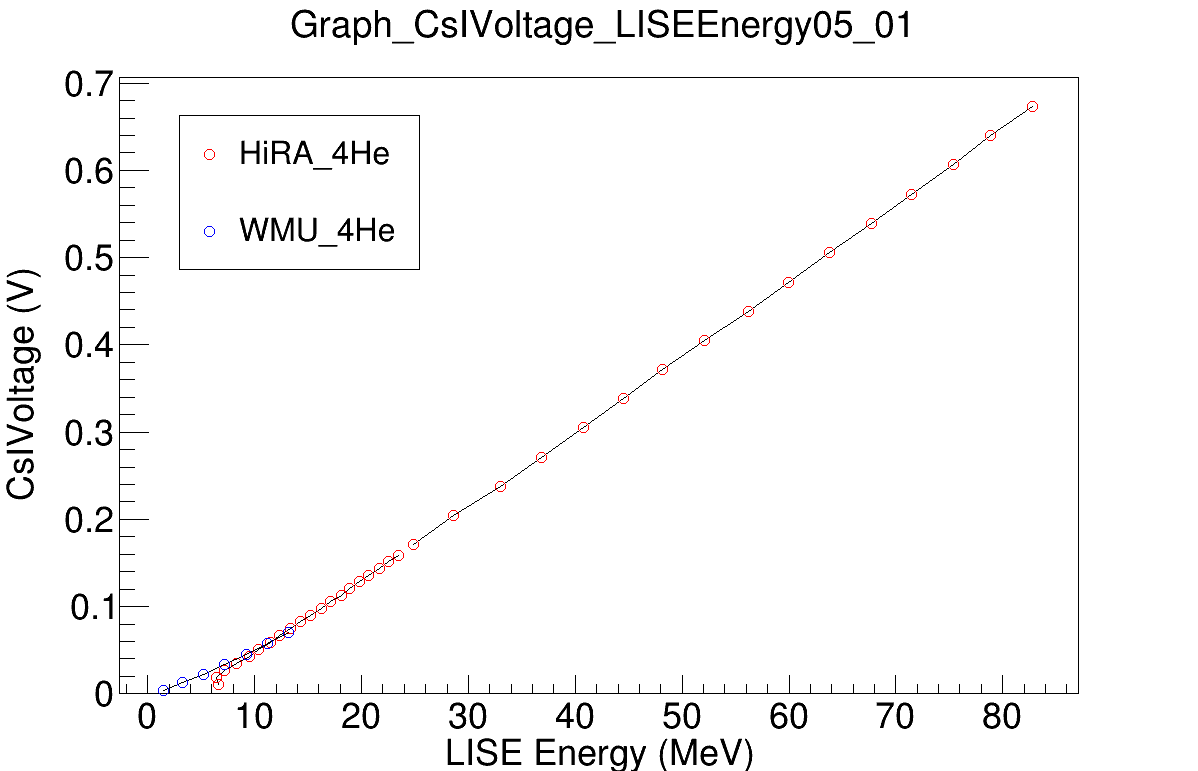 Graph_CsIVoltage_LISEEnergy05_01
HiRA_4He
WMU_4He
CsIVoltage (V)
0.7
0.6
0.5
0.4
0.3
0.2
0.1
0
0 10 20 30 40 50 60 70 80
LISE Energy (MeV)